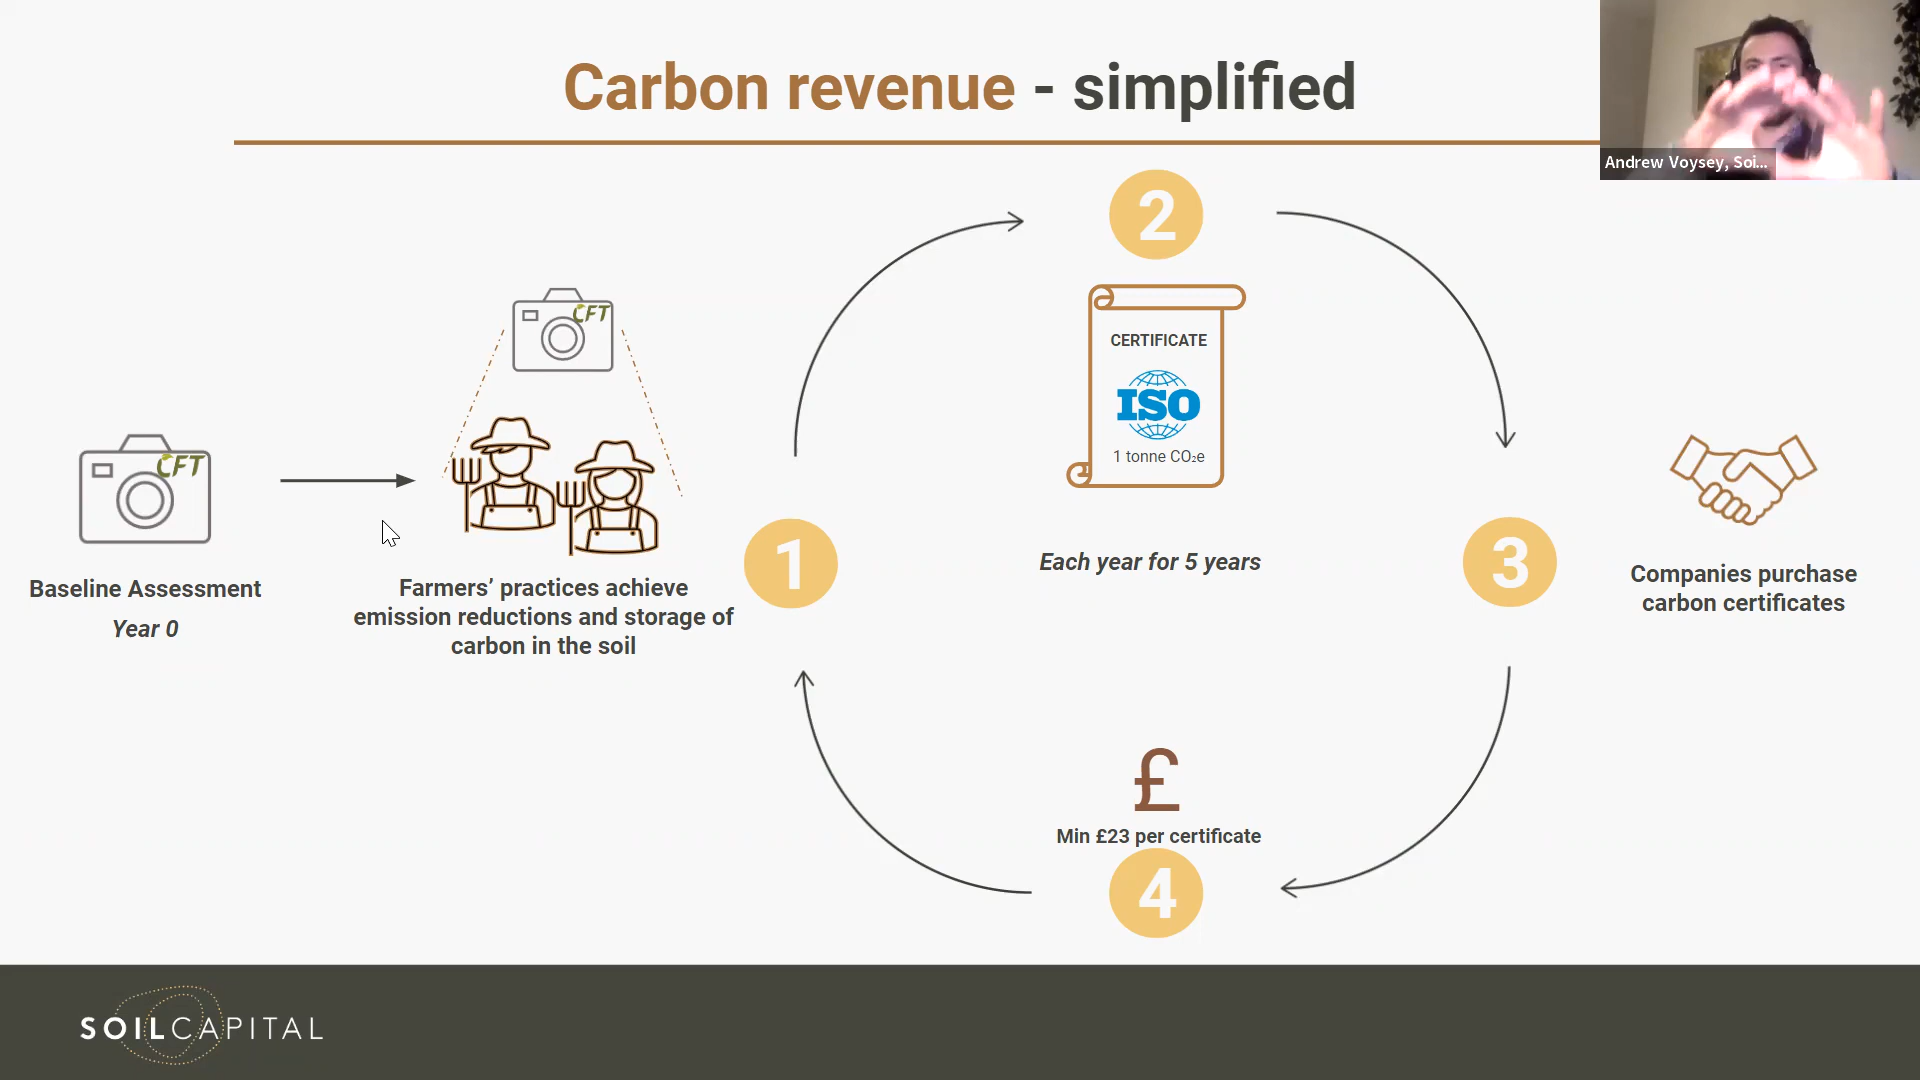 Carbon revenue - simplified
Andrew Voysey, Soi...
CFT
Baseline Assessment
Year 0
CFT
Farmers’ practices achieve
emission reductions and storage of
carbon in the soil
1
2
CERTIFICATE
ISO
1 tonne CO₂e
Each year for 5 years
3
Companies purchase
carbon certificates
£
Min £23 per certificate
4
SOILCAPITAL